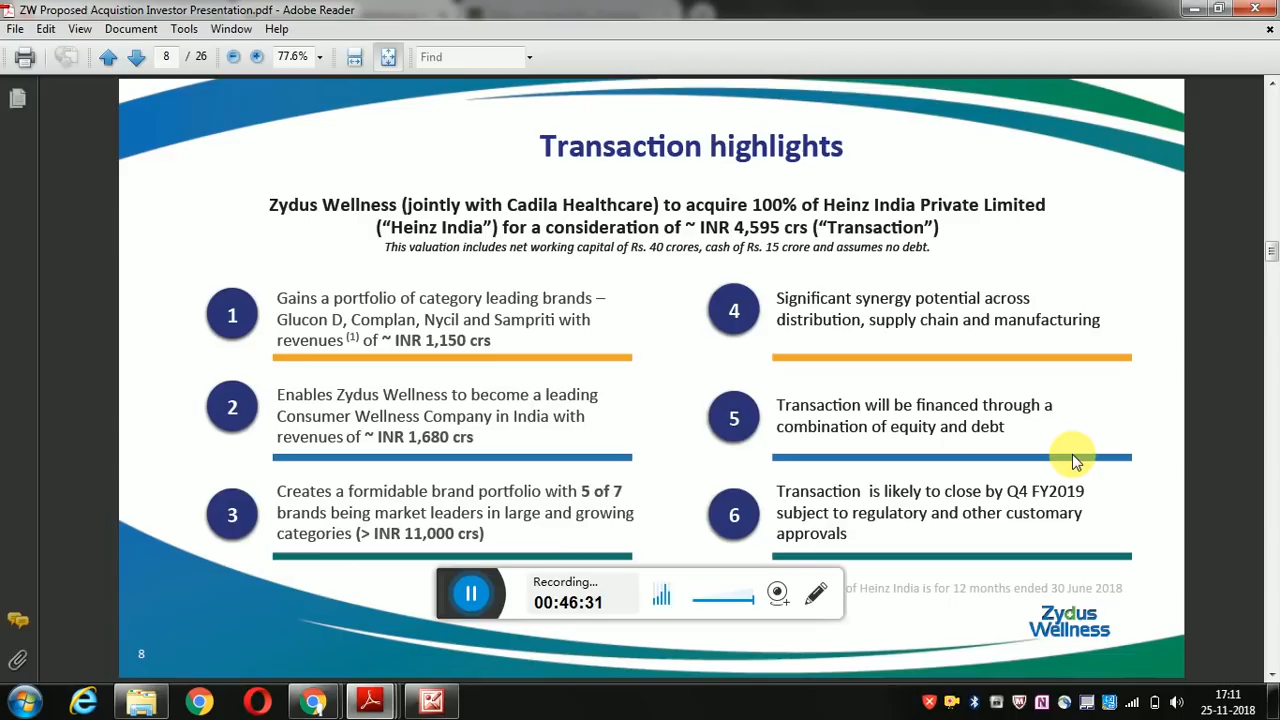 ZW Proposed Acquistion Investor Presentation.pdf - Adobe Reader
File Edit View Document Tools Window Help
8 / 26 77.6% Find
Transaction highlights
Zydus Wellness (jointly with Cadila Healthcare) to acquire 100% of Heinz India Private Limited
("Heinz India") for a consideration of ~ INR 4,595 crs ("Transaction")
This valuation includes net working capital of Rs. 40 crores, cash of Rs. 15 crore and assumes no debt.
1
Gains a portfolio of category leading brands –
Glucon D, Complan, Nycil and Sampriti with
revenues (1) of ~ INR 1,150 crs
2
Enables Zydus Wellness to become a leading
Consumer Wellness Company in India with
revenues of ~ INR 1,680 crs
3
Creates a formidable brand portfolio with 5 of 7
brands being market leaders in large and growing
categories (> INR 11,000 crs)
4
Significant synergy potential across
distribution, supply chain and manufacturing
5
Transaction will be financed through a
combination of equity and debt
6
Transaction is likely to close by Q4 FY2019
subject to regulatory and other customary
approvals
Recording...
00:46:31
of Heinz India is for 12 months ended 30 June 2018
Zydus
Wellness
8
17:11
25-11-2018